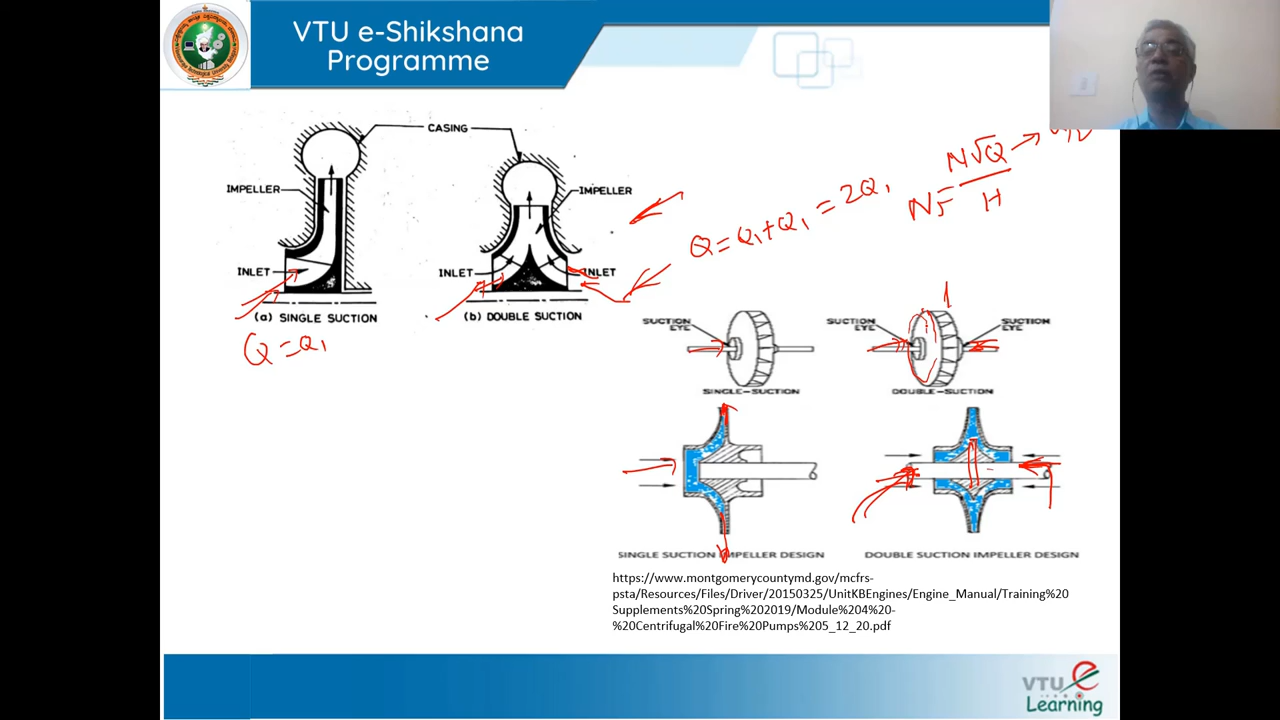 VTU e-Shikshana
Programme
CASING
IMPELLER
IMPELLER
INLET
INLET
INLET
(a) SINGLE SUCTION
(b) DOUBLE SUCTION
Q = Q1
Q = Q1 + Q1 = 2Q1
N√Q
H
SUCTION
EYE
SINGLE-SUCTION
SUCTION
EYE
SUCTION
EYE
DOUBLE-SUCTION
SINGLE SUCTION IMPELLER DESIGN
DOUBLE SUCTION IMPELLER DESIGN
https://www.montgomerycountymd.gov/mcfrs-
psta/Resources/Files/Driver/20150325/UnitKBEngines/Engine_Manual/Training%20
Supplements%20Spring%202019/Module%204%20-
%20Centrifugal%20Fire%20Pumps%205_12_20.pdf
VTU e
Learning